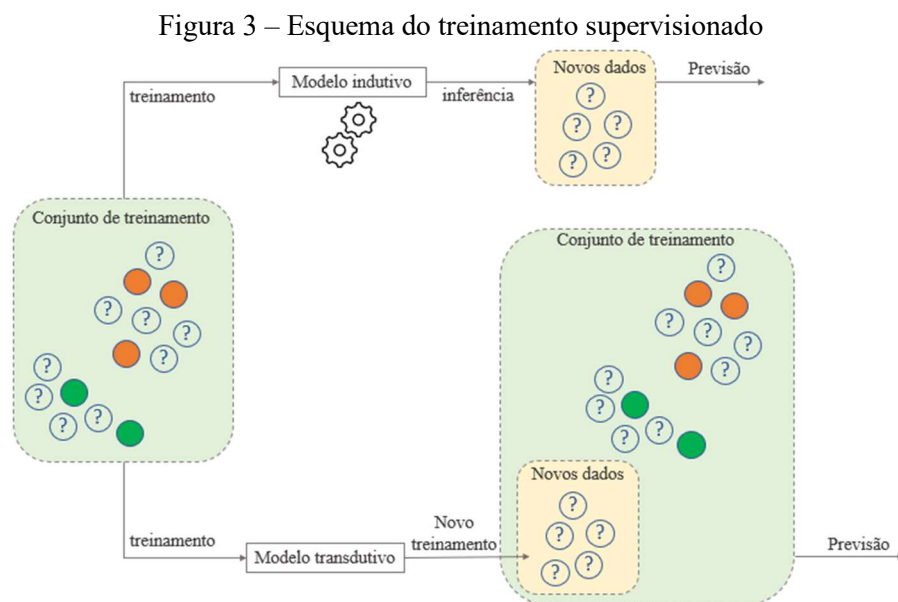 Figura 3 – Esquema do treinamento supervisionado
treinamento
Modelo indutivo
inferência
Novos dados
?
? ?
? ?
Previsão
Conjunto de treinamento
?
? ?
? ?
?
? ?
? ?
Conjunto de treinamento
?
? ?
? ?
?
? ?
? ?
Novos dados
?
? ?
? ?
treinamento
Modelo transdutivo
Novo
treinamento
Previsão